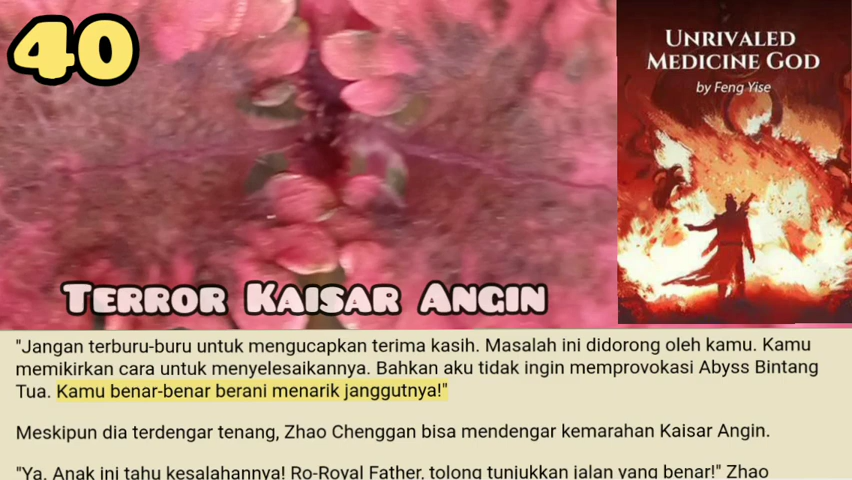 40
UNRIVALED
MEDICINE GOD
by Feng Yise
TERROR KAISAR ANGIN
"Jangan terburu-buru untuk mengucapkan terima kasih. Masalah ini didorong oleh kamu. Kamu
memikirkan cara untuk menyelesaikannya. Bahkan aku tidak ingin memprovokasi Abyss Bintang
Tua. Kamu benar-benar berani menarik janggutnya!"
Meskipun dia terdengar tenang, Zhao Chenggan bisa mendengar kemarahan Kaisar Angin.
"Ya. Anak ini tahu kesalahannya! Ro-Royal Father, tolong tunjukkan jalan yang benar!" Zhao